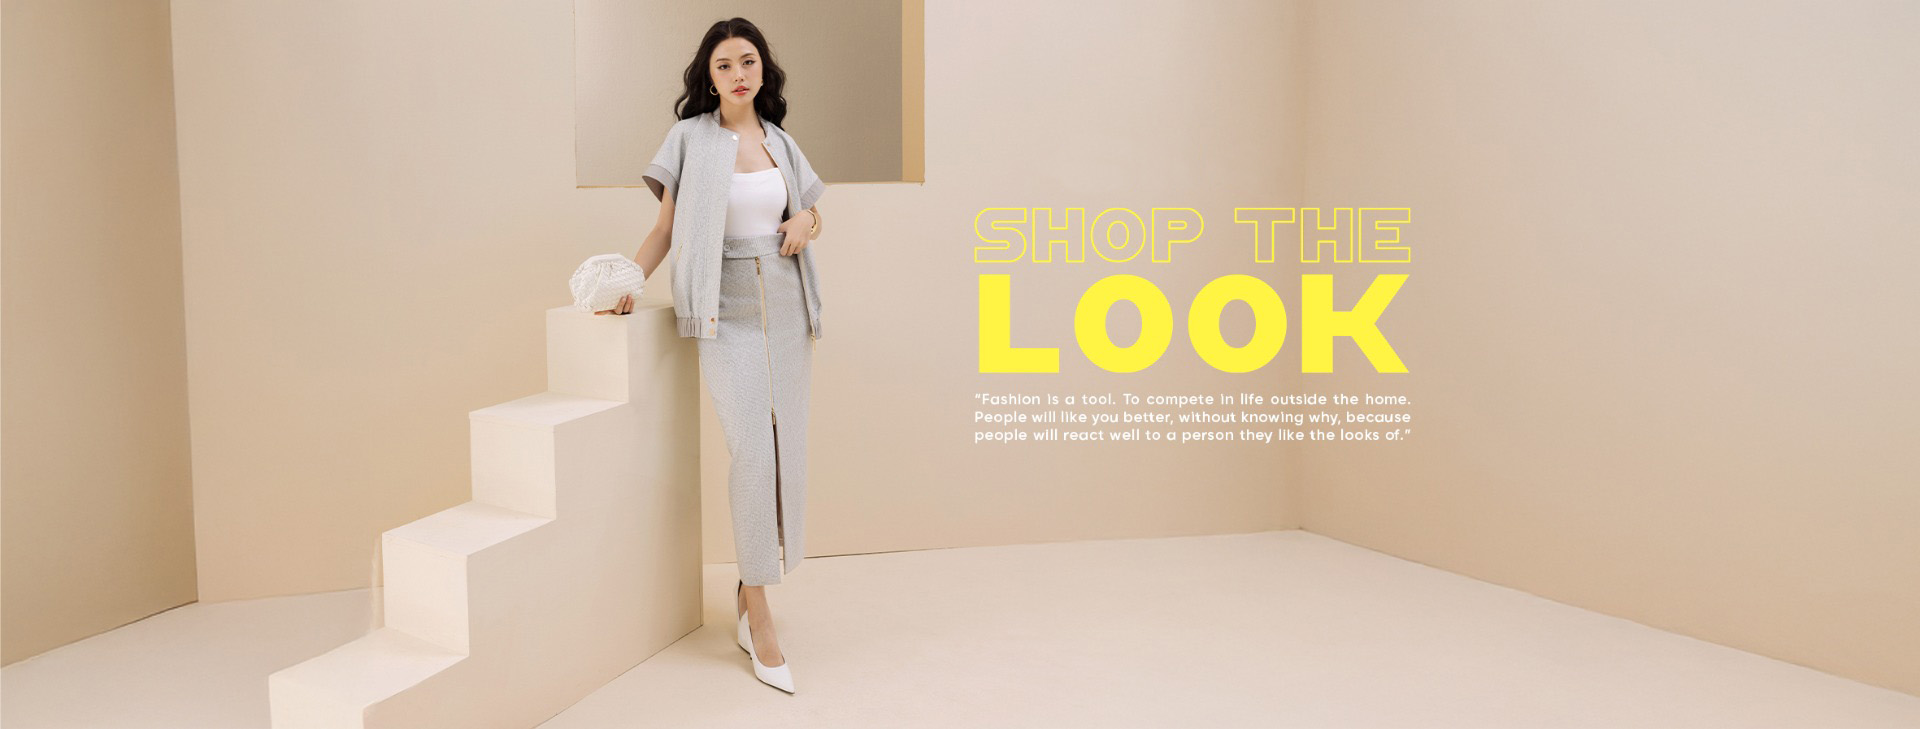 SHOP THE
LOOK
"Fashion is a tool. To compete in life outside the home.
People will like you better, without knowing why, because
people will react well to a person they like the looks of."